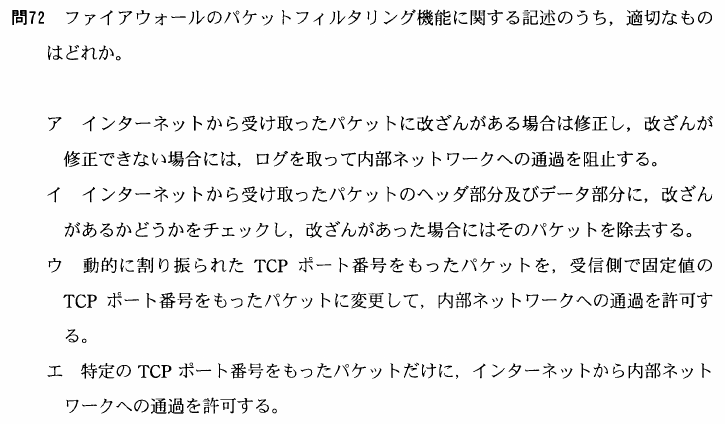 問72 ファイアウォールのパケットフィルタリング機能に関する記述のうち，適切なもの
はどれか。
ア インターネットから受け取ったパケットに改ざんがある場合は修正し，改ざんが
修正できない場合には，ログを取って内部ネットワークへの通過を阻止する。
イ インターネットから受け取ったパケットのヘッダ部分及びデータ部分に，改ざん
があるかどうかをチェックし，改ざんがあった場合にはそのパケットを除去する。
ウ 動的に割り振られた TCP ポート番号をもったパケットを，受信側で固定値の
TCP ポート番号をもったパケットに変更して，内部ネットワークへの通過を許可す
る。
エ 特定の TCP ポート番号をもったパケットだけに，インターネットから内部ネット
ワークへの通過を許可する。